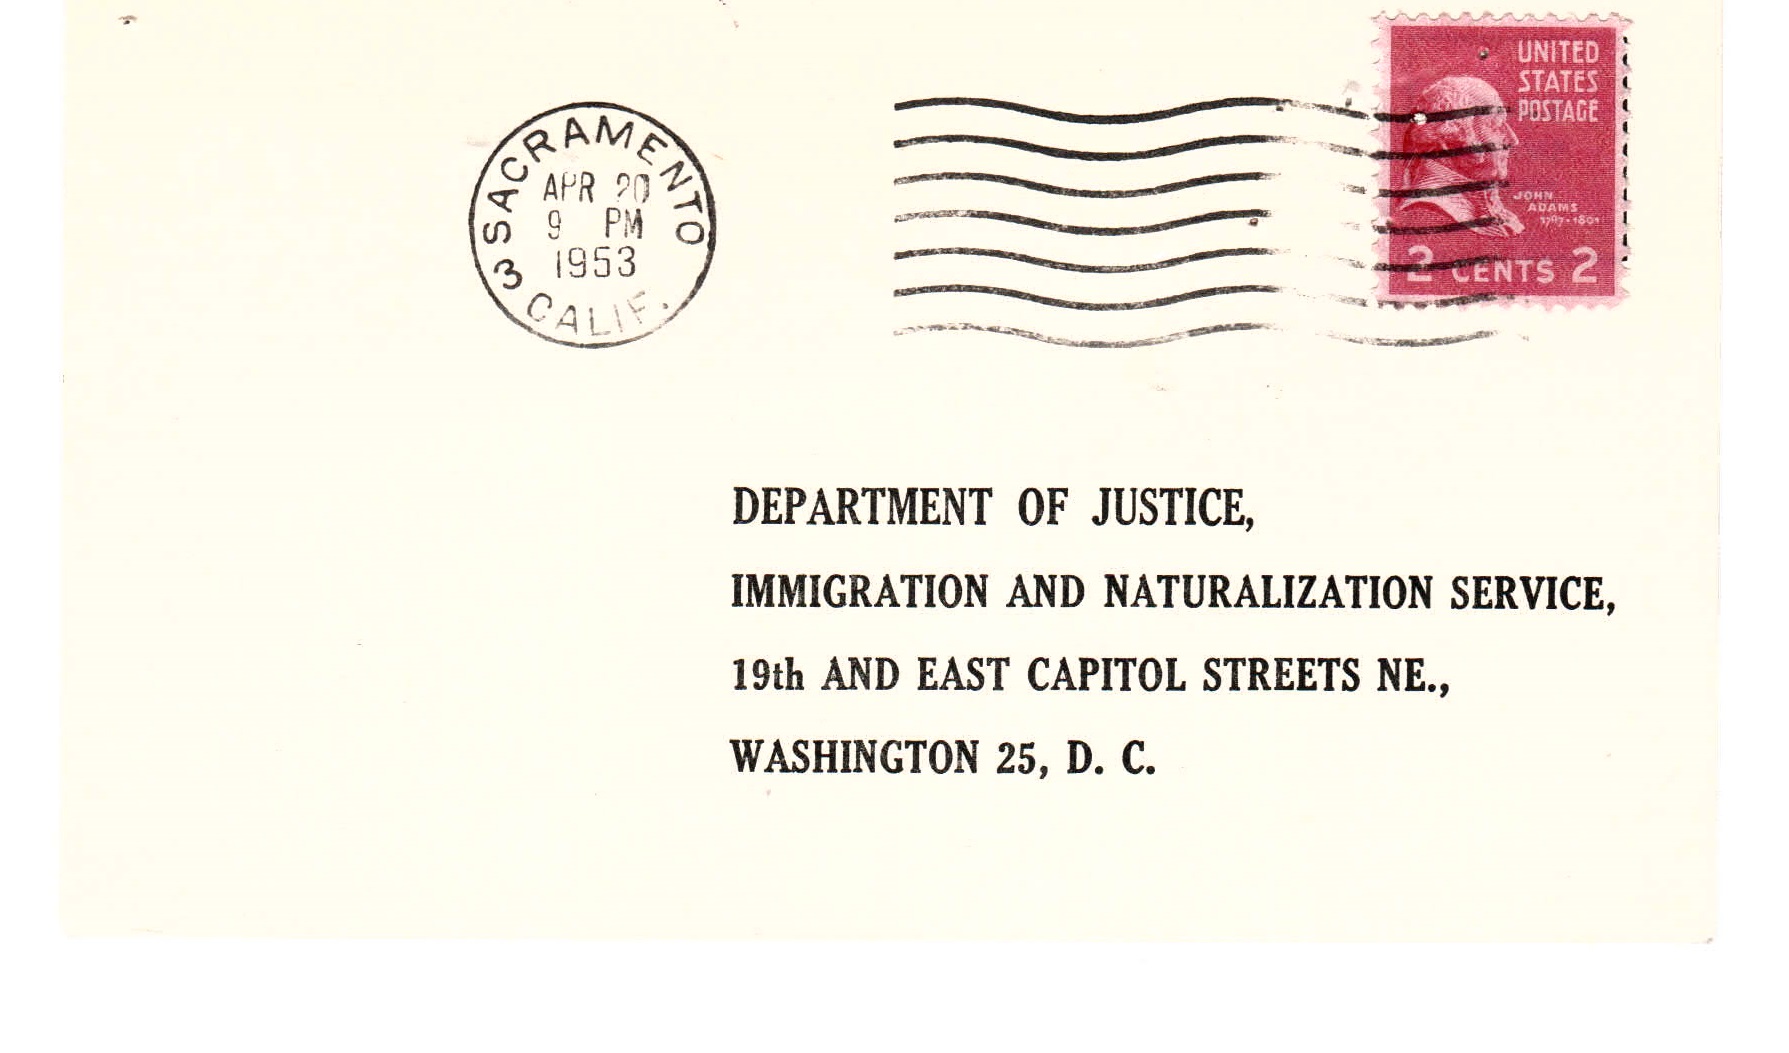 SACRAMENTO
APR 20
9 PM
1953
3 CALIF.
UNITED
STATES
POSTAGE
JOHN
ADAMS
1797-1801
2 CENTS 2
DEPARTMENT OF JUSTICE,
IMMIGRATION AND NATURALIZATION SERVICE,
19th AND EAST CAPITOL STREETS NE.,
WASHINGTON 25, D. C.